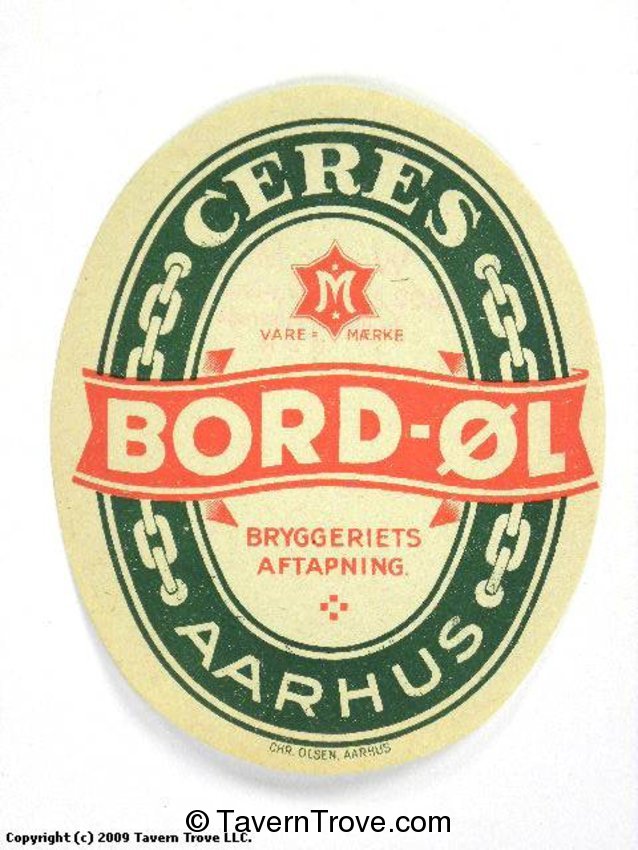 CERES
M
VARE = MÆRKE
BORD-ØL
BRYGGERIETS
AFTAPNING.
AARHUS
CHR. OLSEN, AARHUS
© TavernTrove.com
Copyright (c) 2009 Tavern Trove LLC.